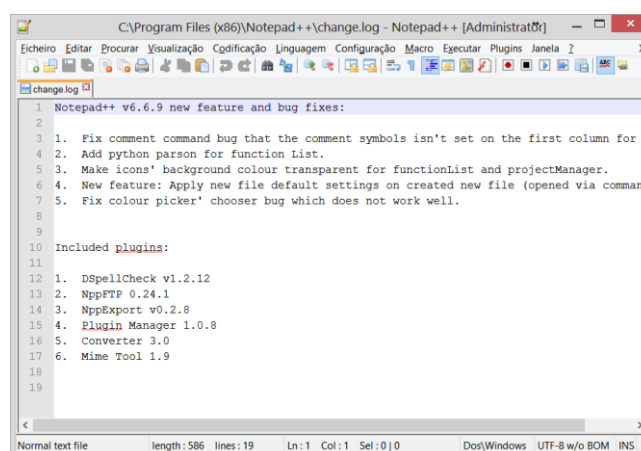 C:\Program Files (x86)\Notepad++\change.log - Notepad++ [Administrator]
Ficheiro Editar Procurar Visualização Codificação Linguagem Configuração Macro Executar Plugins Janela ?
change.log
1 Notepad++ v6.6.9 new feature and bug fixes:
2
3 1. Fix comment command bug that the comment symbols isn't set on the first column for
4 2. Add python parson for function List.
5 3. Make icons' background colour transparent for functionList and projectManager.
6 4. New feature: Apply new file default settings on created new file (opened via comman
7 5. Fix colour picker' chooser bug which does not work well.
8
9
10 Included plugins:
11
12 1. DSpellCheck v1.2.12
13 2. NppFTP 0.24.1
14 3. NppExport v0.2.8
15 4. Plugin Manager 1.0.8
16 5. Converter 3.0
17 6. Mime Tool 1.9
18
19
Normal text file length : 586 lines : 19 Ln : 1 Col : 1 Sel : 0 | 0 Dos\Windows UTF-8 w/o BOM INS